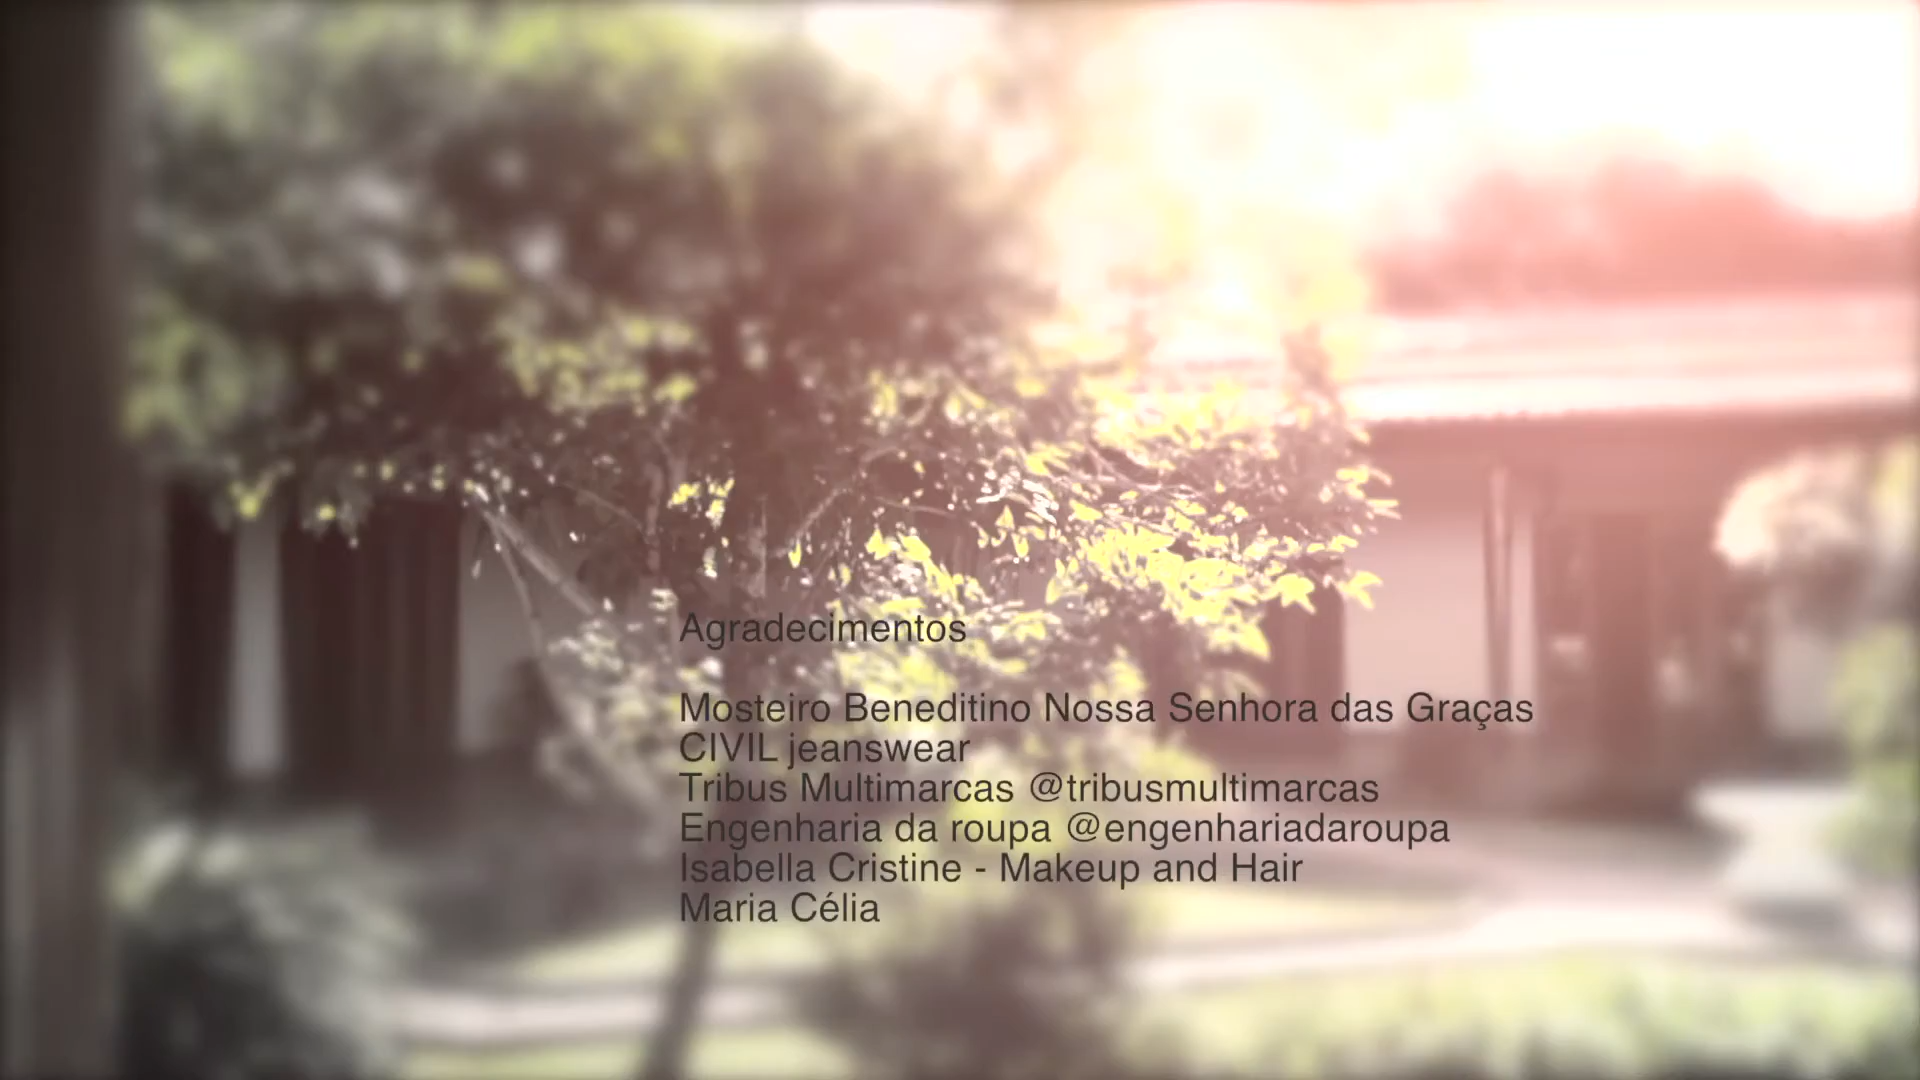 Agradecimentos
Mosteiro Beneditino Nossa Senhora das Graças
CIVIL jeanswear
Tribus Multimarcas @tribusmultimarcas
Engenharia da roupa @engenhariadaroupa
Isabella Cristine - Makeup and Hair
Maria Célia